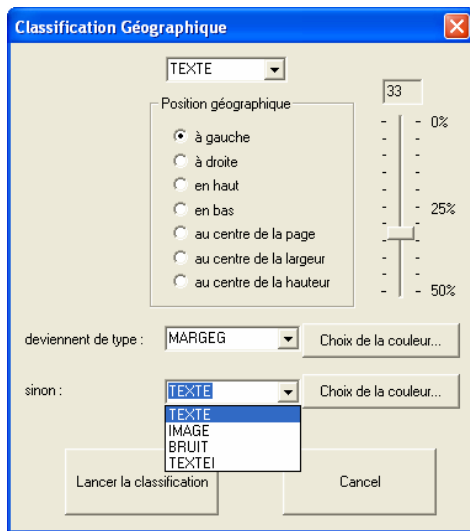 Classification Géographique
TEXTE
33
Position géographique
à gauche
à droite
en haut
en bas
au centre de la page
au centre de la largeur
au centre de la hauteur
0%
25%
50%
deviennent de type :
MARGEG
Choix de la couleur...
sinon :
TEXTE
Choix de la couleur...
TEXTE
IMAGE
BRUIT
TEXTEI
Lancer la classification
Cancel